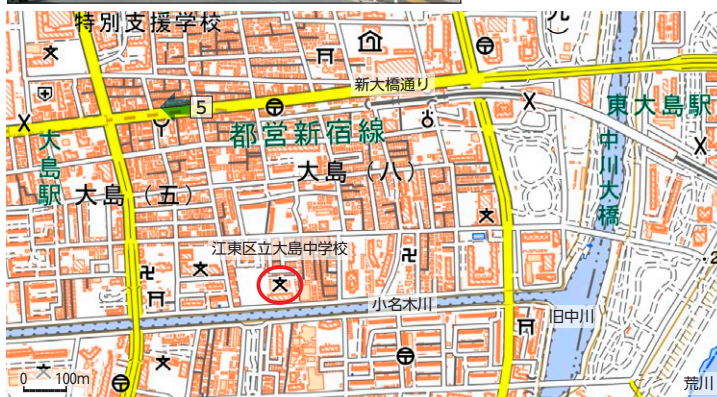 特別支援学校
九)
新大橋通り
5
都営新宿線
東大島駅
大島駅
中川大橋
大島(五)
大島(八)
江東区立大島中学校
小名木川
旧中川
0 100m
荒川